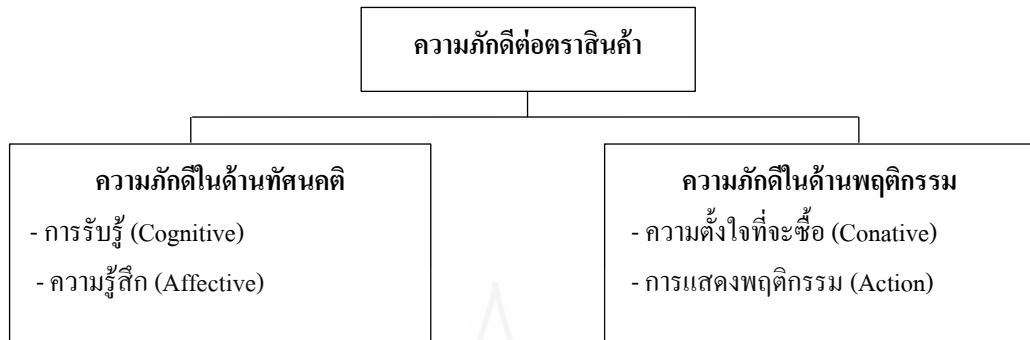 ความภักดีต่อตราสินค้า
ความภักดีในด้านทัศนคติ
- การรับรู้ (Cognitive)
- ความรู้สึก (Affective)
ความภักดีในด้านพฤติกรรม
- ความตั้งใจที่จะซื้อ (Conative)
- การแสดงพฤติกรรม (Action)